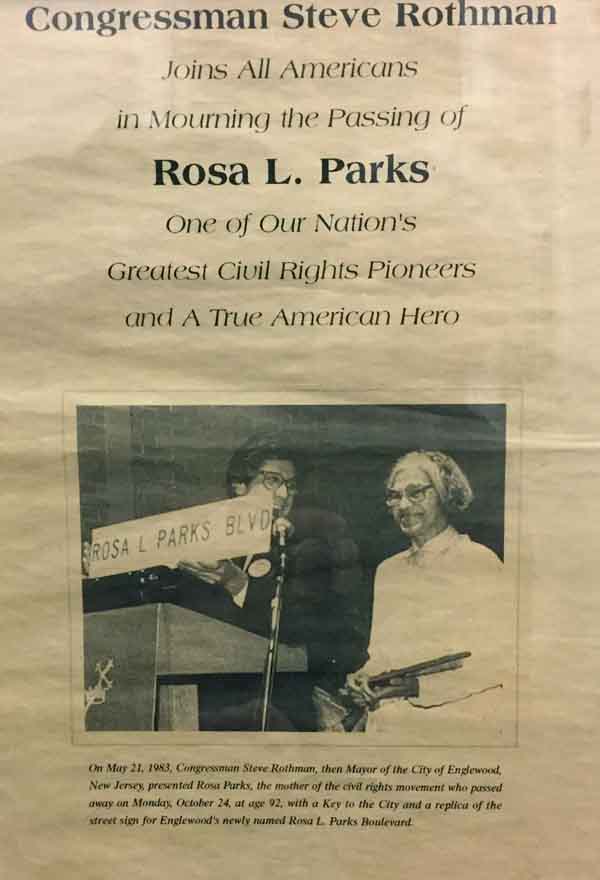 Congressman Steve Rothman
Joins All Americans
in Mourning the Passing of
Rosa L. Parks
One of Our Nation's
Greatest Civil Rights Pioneers
and A True American Hero
ROSA L PARKS BLVD
On May 21, 1983, Congressman Steve Rothman, then Mayor of the City of Englewood,
New Jersey, presented Rosa Parks, the mother of the civil rights movement who passed
away on Monday, October 24, at age 92, with a Key to the City and a replica of the
street sign for Englewood's newly named Rosa L. Parks Boulevard.